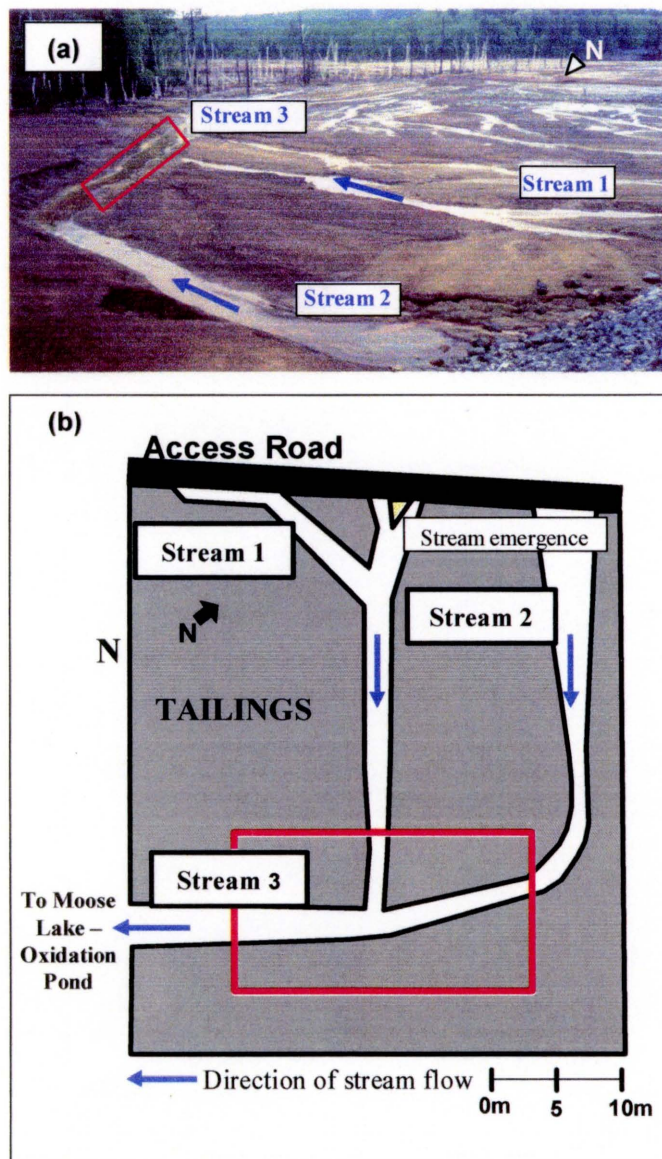 (a)
N
Stream 3
Stream 1
Stream 2
(b)
Access Road
Stream 1
Stream emergence
N
Stream 2
N
TAILINGS
Stream 3
To Moose
Lake –
Oxidation
Pond
Direction of stream flow
0m 5 10m